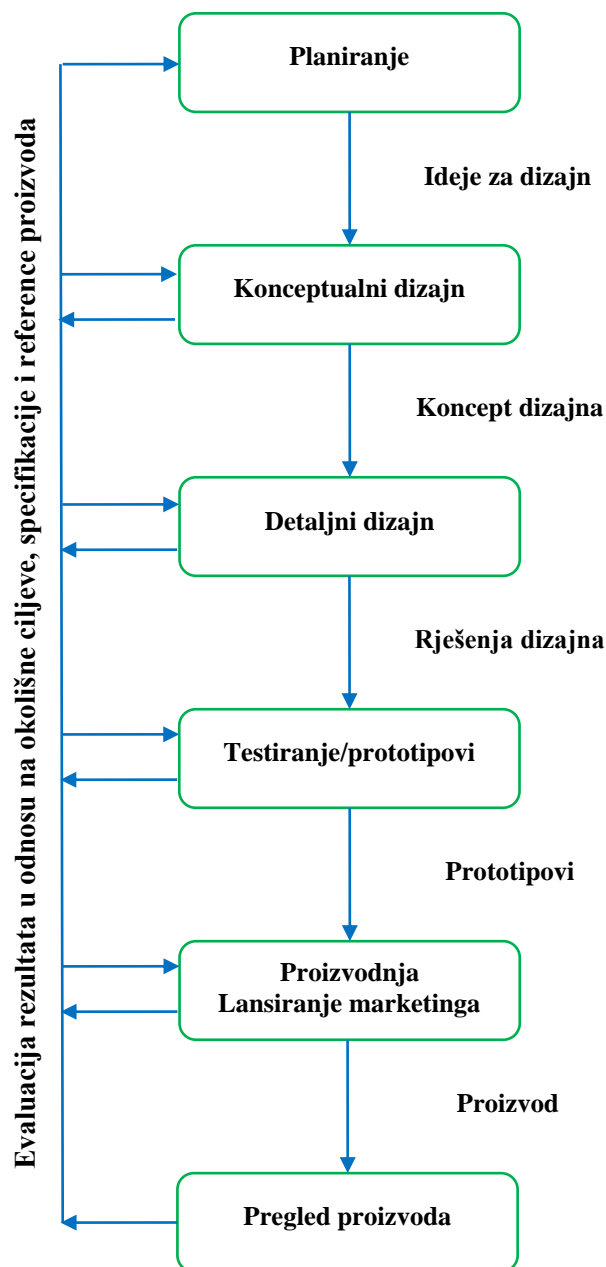 Planiranje
Ideje za dizajn
Konceptualni dizajn
Koncept dizajna
Detaljni dizajn
Rješenja dizajna
Testiranje/prototipovi
Prototipovi
Proizvodnja
Lansiranje marketinga
Proizvod
Pregled proizvoda
Evaluacija rezultata u odnosu na okolišne ciljeve, specifikacije i reference proizvoda